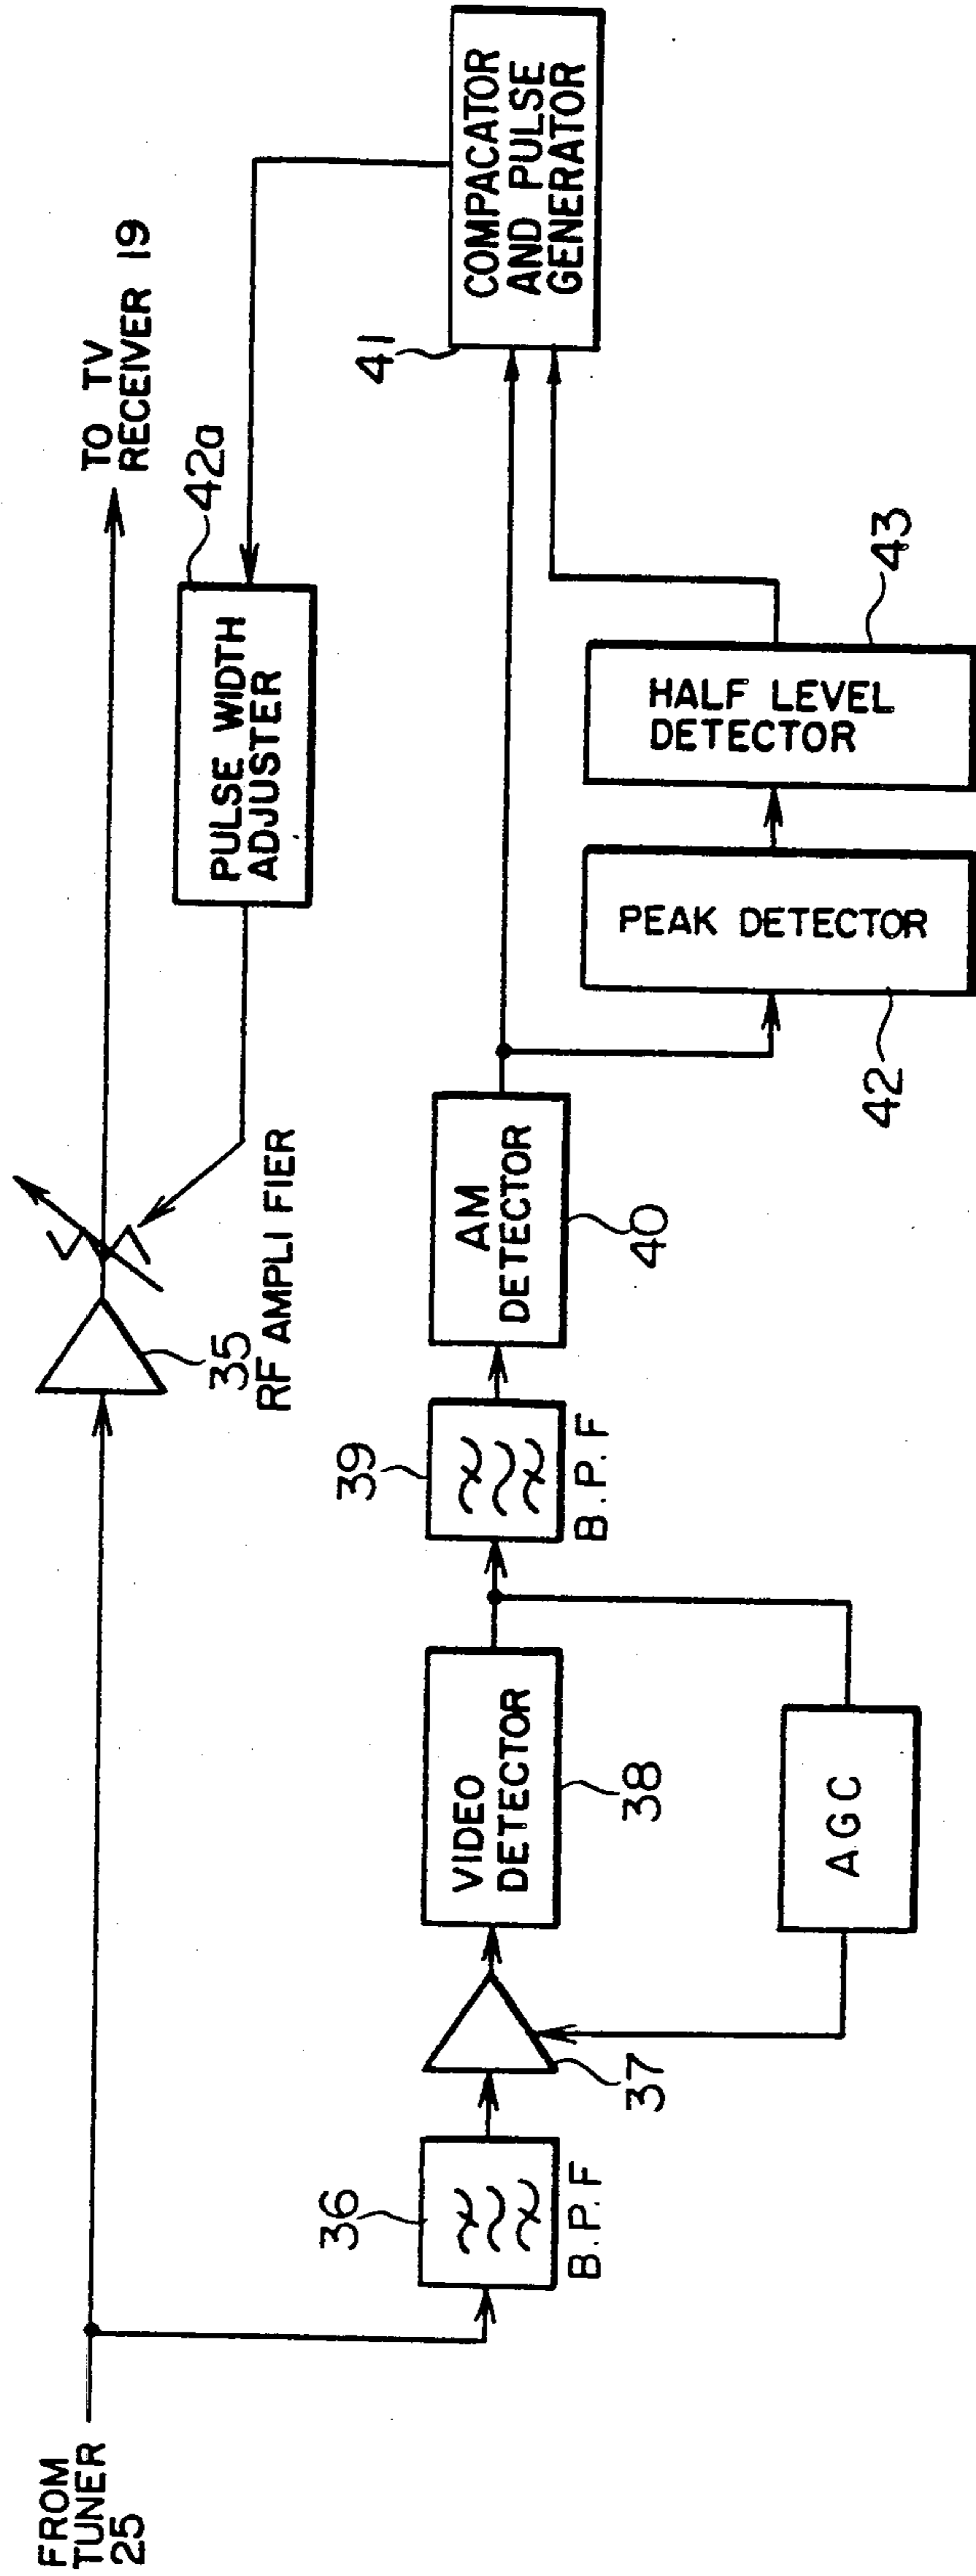 FROM
TUNER
25
35
RF AMPLI FIER
TO TV
RECEIVER 19
PULSE WIDTH
ADJUSTER
42a
36
B.P.F
37
VIDEO
DETECTOR
38
AGC
39
B.P.F
AM
DETECTOR
40
PEAK DETECTOR
42
HALF LEVEL
DETECTOR
43
41
COMPACATOR
AND PULSE
GENERATOR